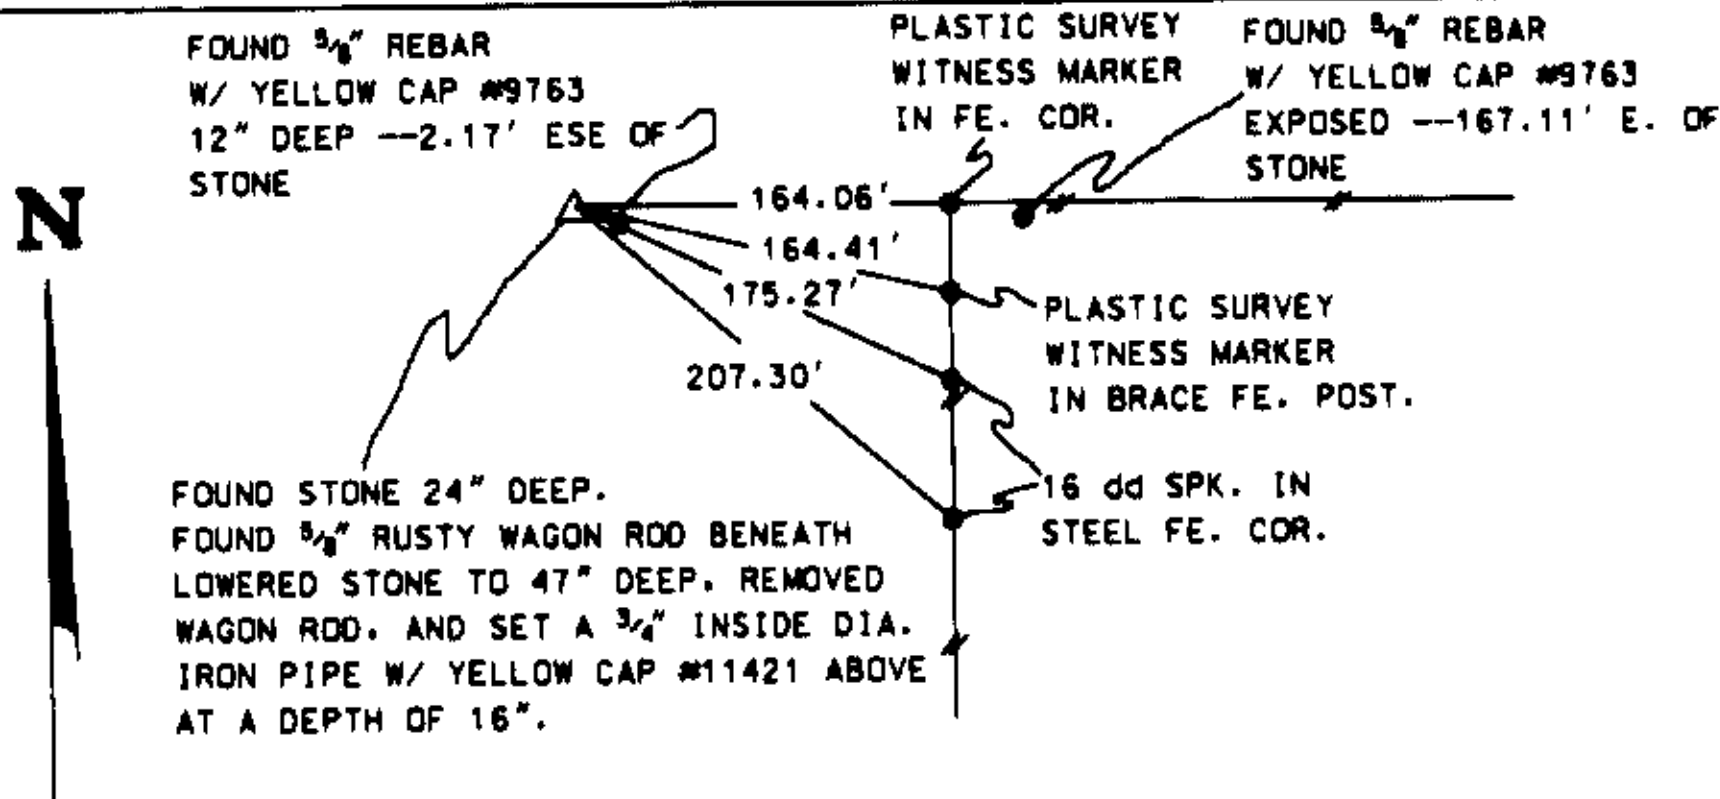 FOUND 5/8" REBAR
W/ YELLOW CAP #9763
12" DEEP --2.17' ESE OF
STONE
PLASTIC SURVEY
WITNESS MARKER
IN FE. COR.
FOUND 5/8" REBAR
W/ YELLOW CAP #9763
EXPOSED --167.11' E. OF
STONE
N
164.06'
164.41'
175.27'
207.30'
PLASTIC SURVEY
WITNESS MARKER
IN BRACE FE. POST.
16 dd SPK. IN
STEEL FE. COR.
FOUND STONE 24" DEEP.
FOUND 5/8" RUSTY WAGON ROD BENEATH
LOWERED STONE TO 47" DEEP. REMOVED
WAGON ROD. AND SET A 3/4" INSIDE DIA.
IRON PIPE W/ YELLOW CAP #11421 ABOVE
AT A DEPTH OF 16".